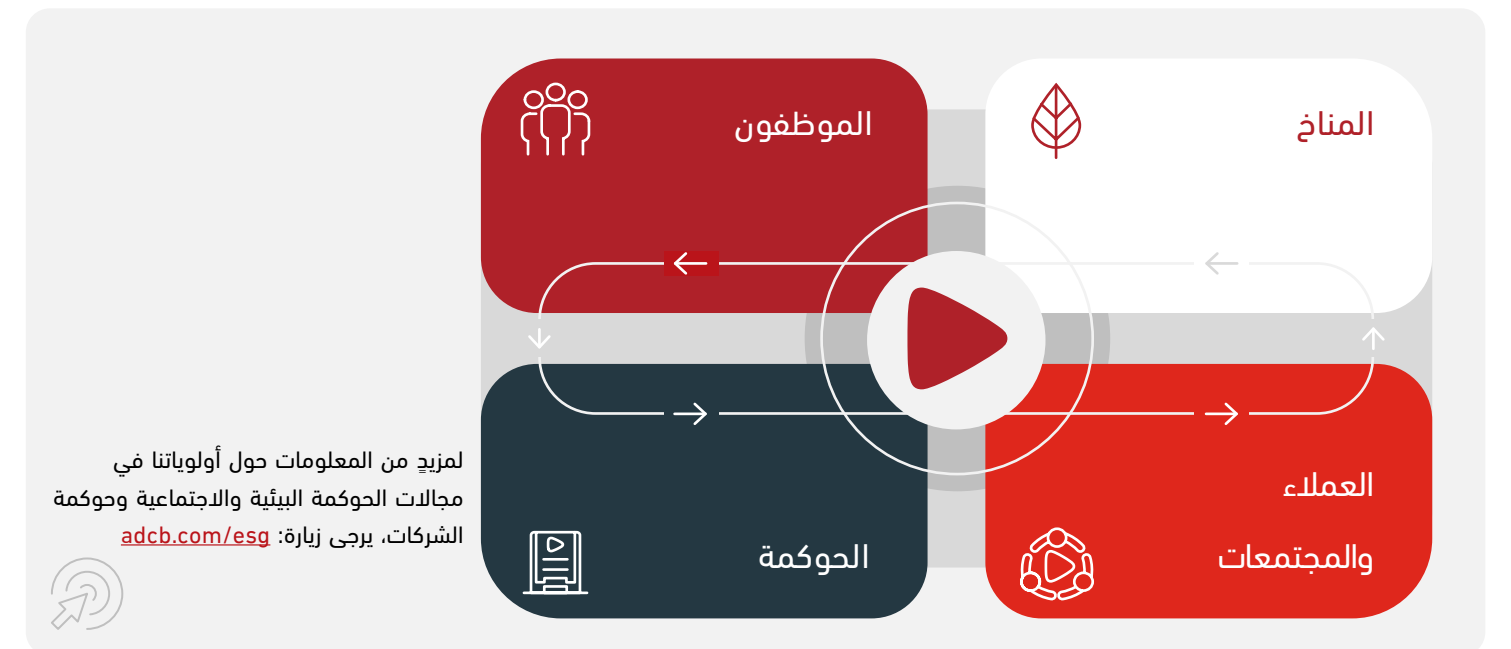 المناخ
الموظفون
العملاء
والمجتمعات
الحوكمة
لمزيدٍ من المعلومات حول أولوياتنا في
مجالات الحوكمة البيئية والاجتماعية وحوكمة
الشركات، يرجى زيارة: adcb.com/esg